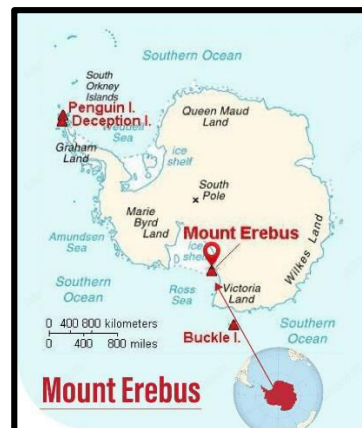 Southern Ocean
South
Orkney
Islands
Penguin I.
Deception I.
Weddell
Sea
Graham
Land
Queen Maud
Land
ice
shelf
South
Pole
Marie
Byrd
Land
Mount Erebus
Amundsen
Sea
ice
shelf
Wilkes Land
Ross
Sea
Victoria
Land
Southern
Ocean
Southern
Ocean
0 400 800 kilometers
0 400 800 miles
Buckle I.
Mount Erebus